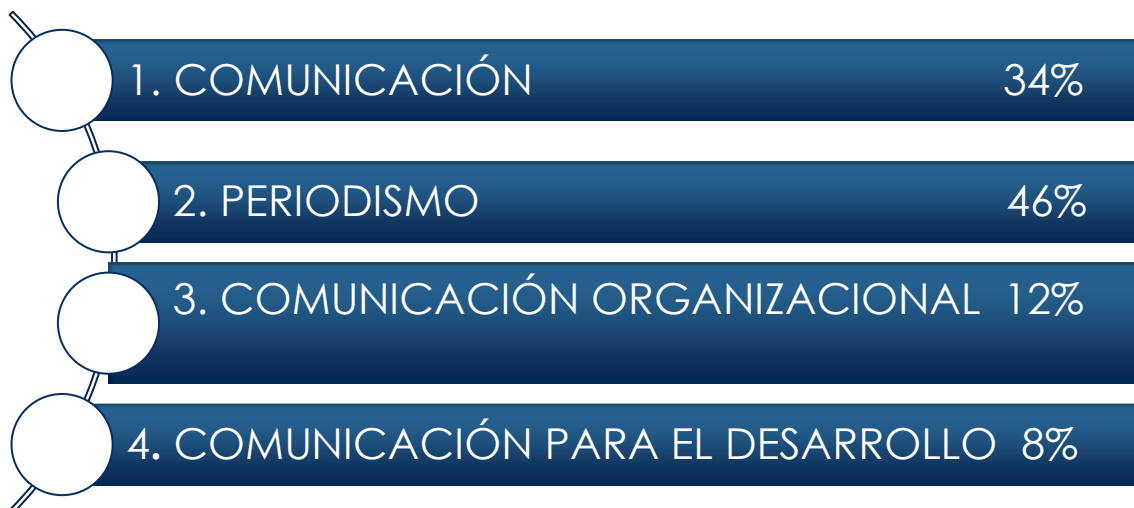 1. COMUNICACIÓN 34%
2. PERIODISMO 46%
3. COMUNICACIÓN ORGANIZACIONAL 12%
4. COMUNICACIÓN PARA EL DESARROLLO 8%